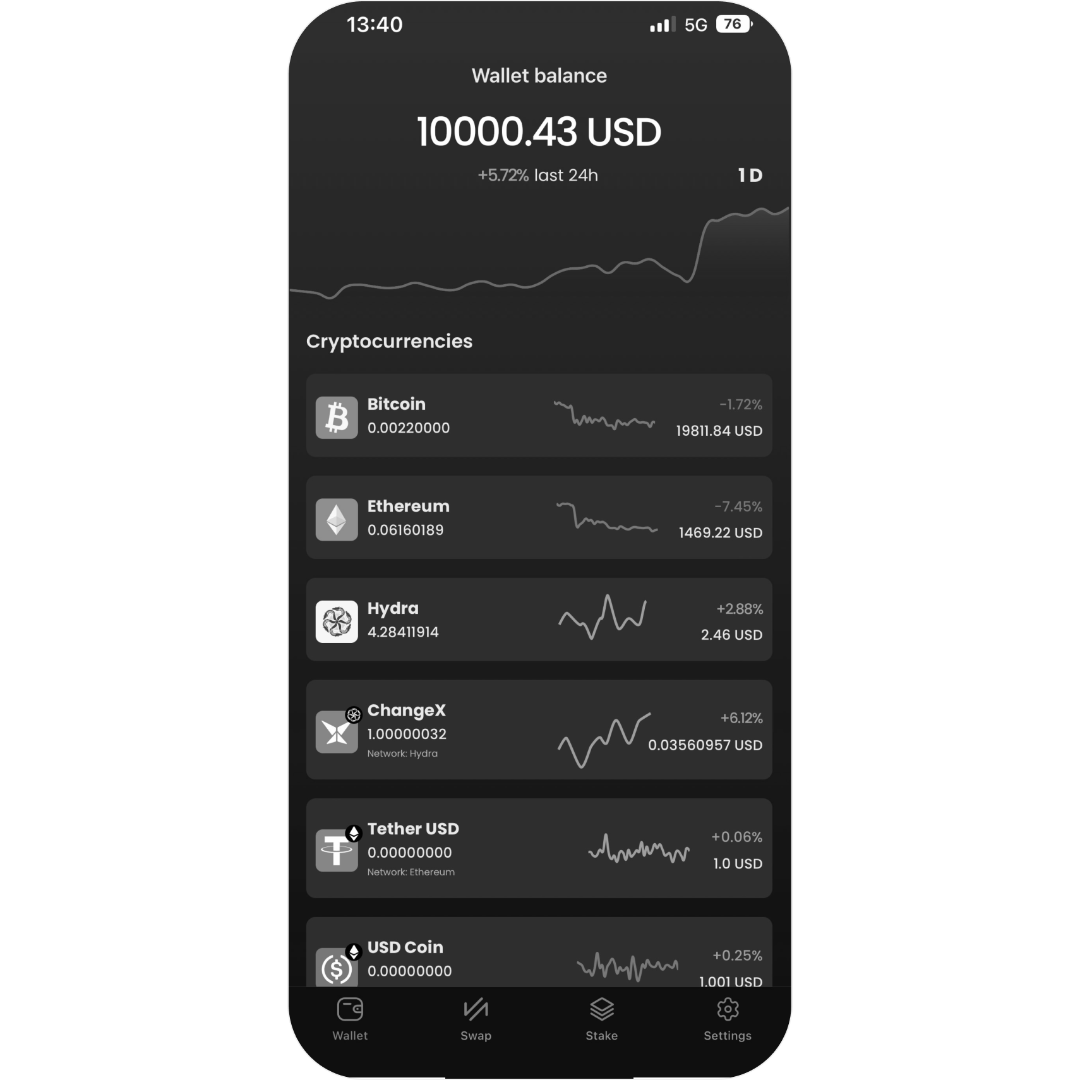 13:40
5G 76
Wallet balance
10000.43 USD
+5.72% last 24h
1D
Cryptocurrencies
Bitcoin
-1.72%
0.00220000
19811.84 USD
Ethereum
-7.45%
0.06160189
1469.22 USD
Hydra
+2.88%
4.28411914
2.46 USD
ChangeX
+6.12%
1.00000032
0.03560957 USD
Network: Hydra
Tether USD
+0.06%
0.00000000
1.0 USD
Network: Ethereum
USD Coin
+0.25%
0.00000000
1.001 USD
Wallet
Swap
Stake
Settings